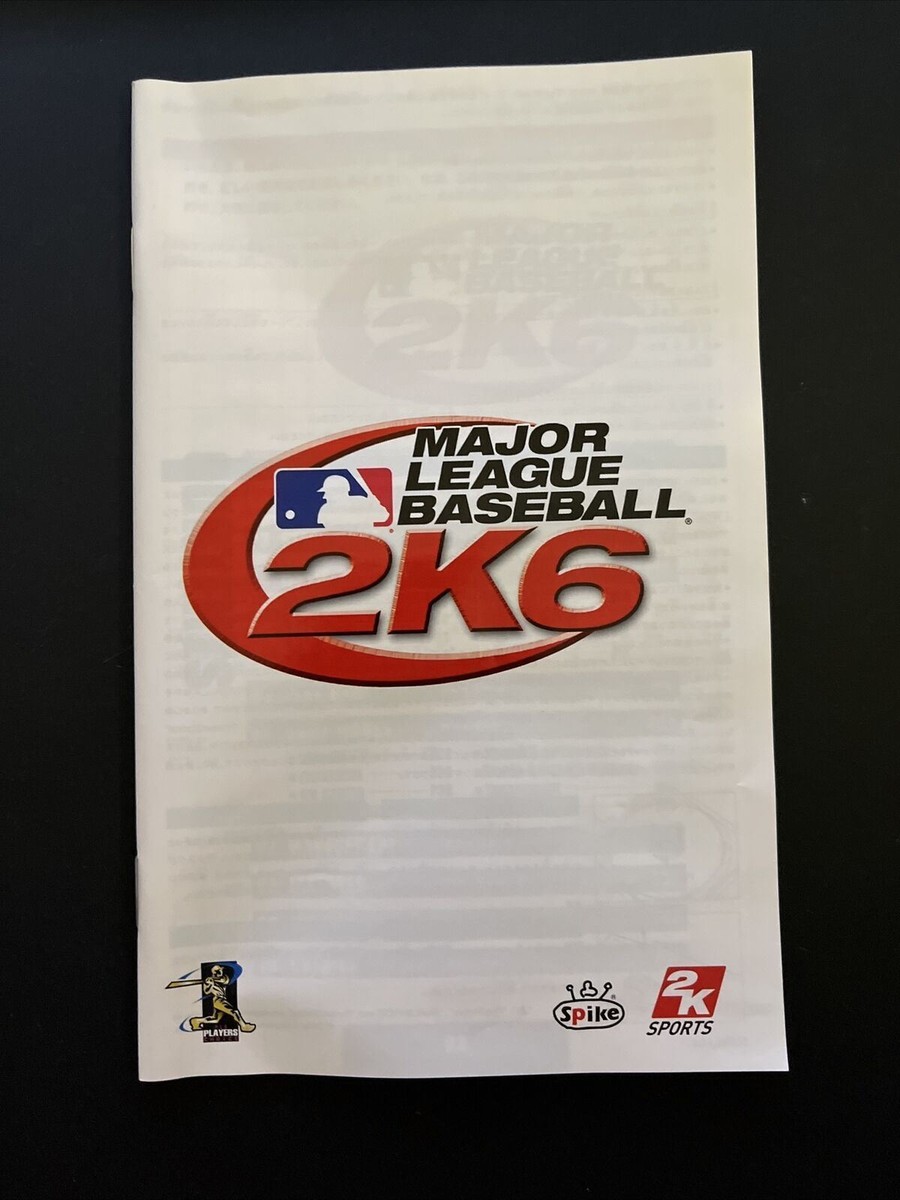 MAJOR
LEAGUE
BASEBALL®
2K6
PLAYERS
CHOICE
Spike®
2K
SPORTS